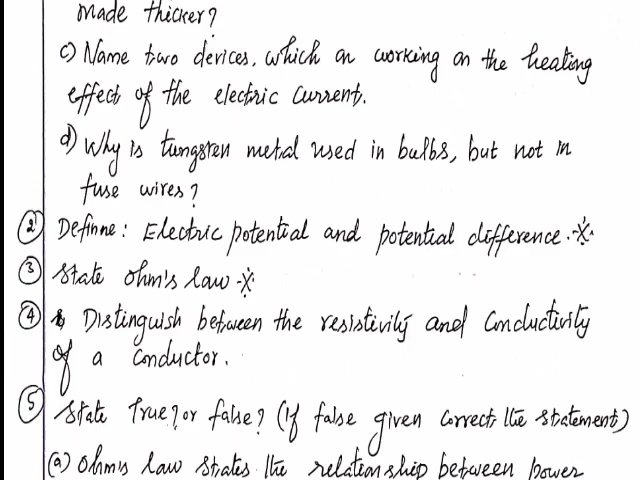 made thicker?
c) Name two devices, which an working on the heating
effect of the electric current.
d) Why is tungsten metal used in bulbs, but not in
fuse wires?
2 Definne: Electric potential and potential difference.
3 State ohm's law
4 Distinguish between the resistivity and Conductivity
of a Conductor.
5 State True? or false? (If false given correct the statement)
(a) Ohm's law states the relationship between power